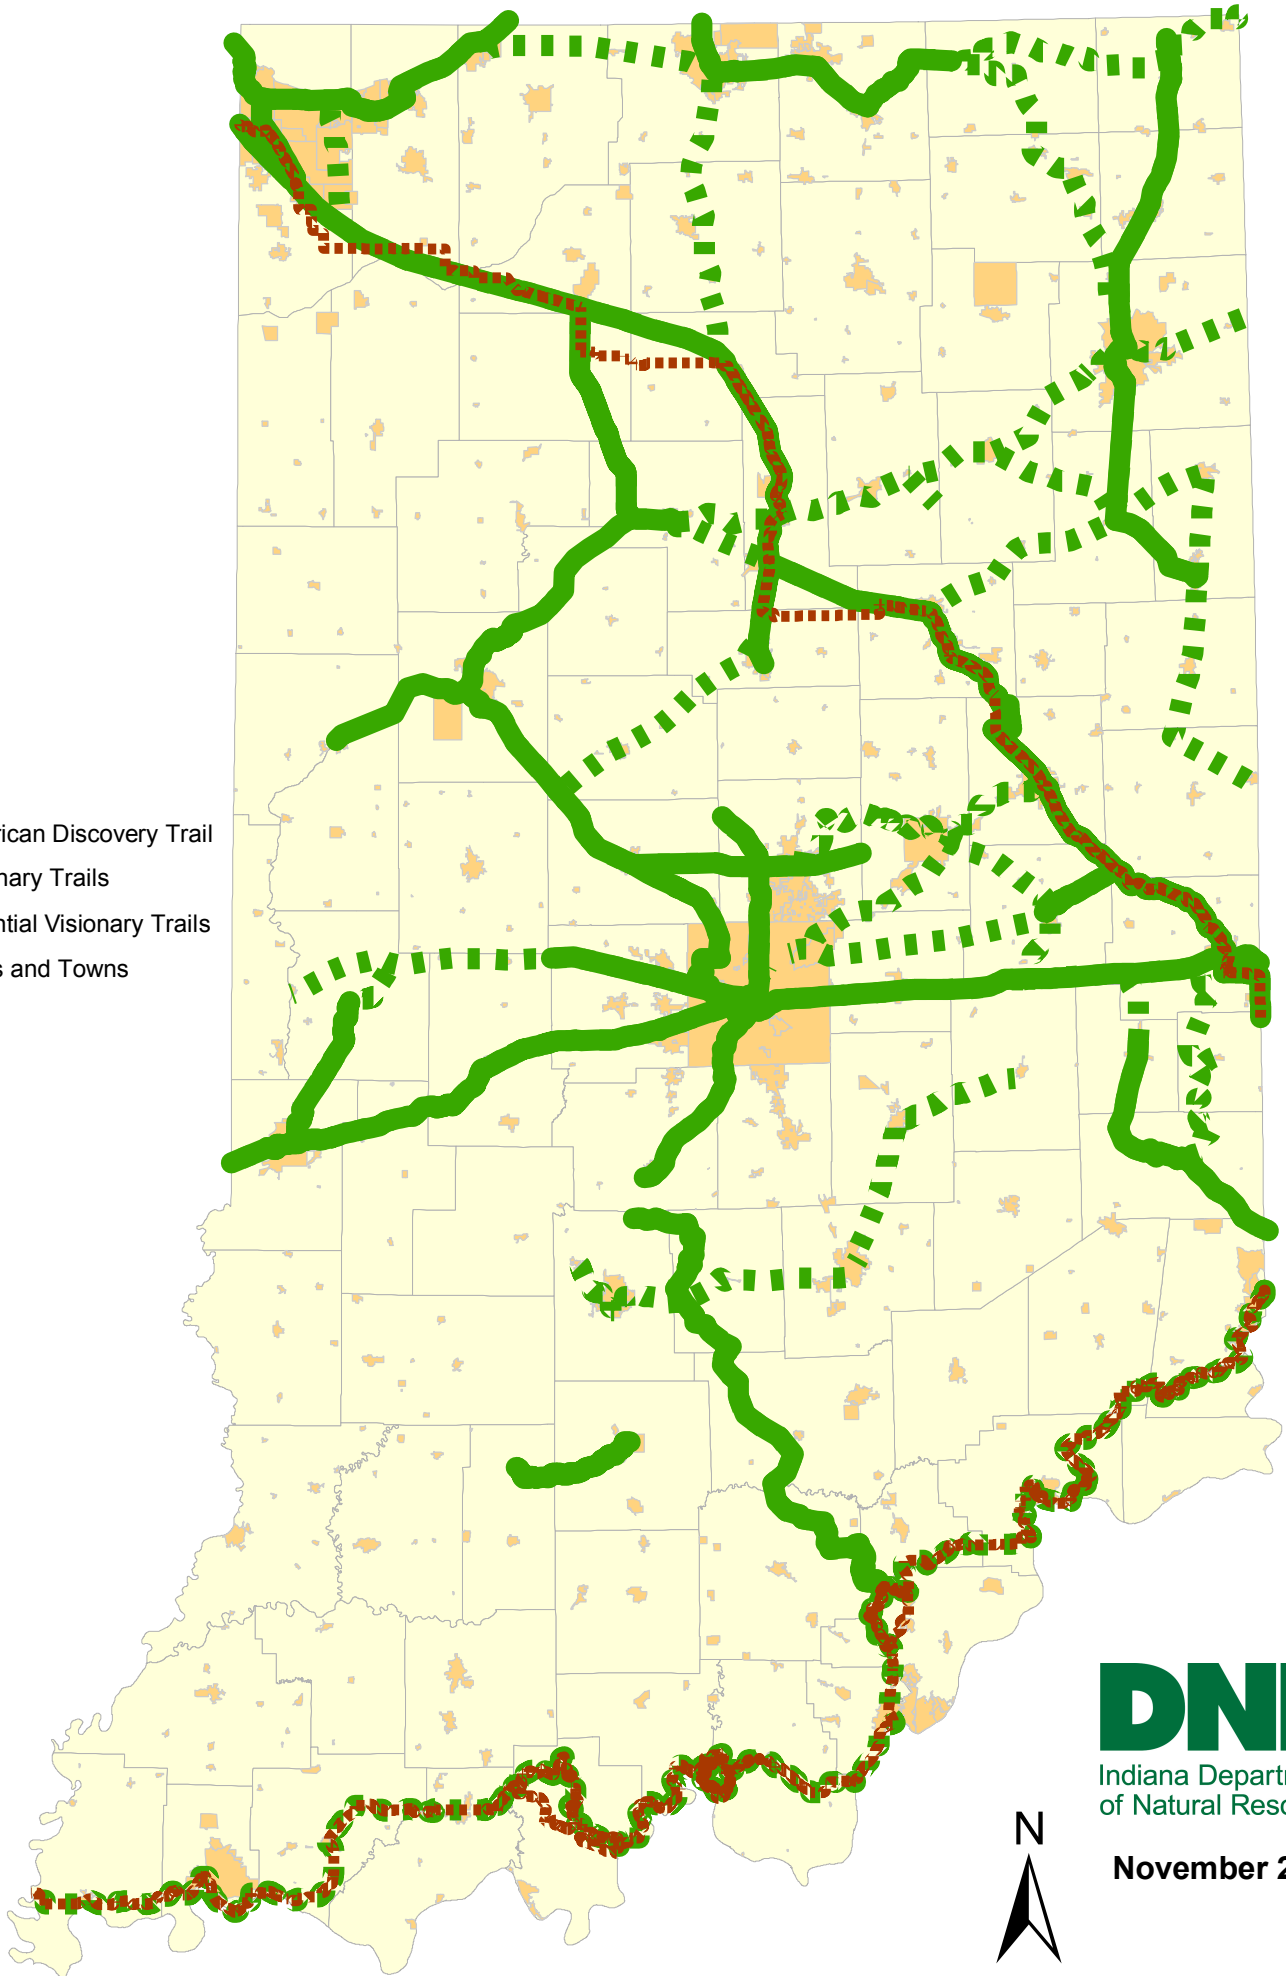 rican Discovery Trail
nary Trails
ntial Visionary Trails
s and Towns
DN
Indiana Depart
of Natural Reso
N
November 2